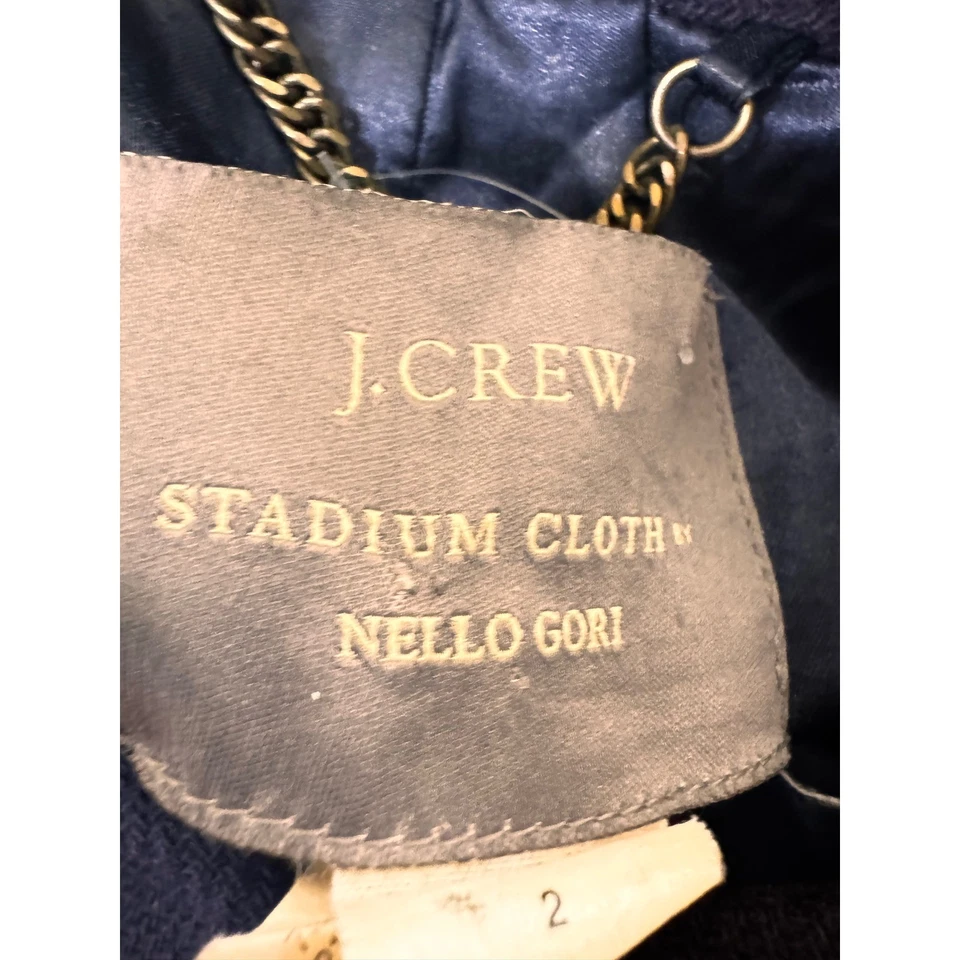 J.CREW
STADIUM CLOTH BY
NELLO GORI
2